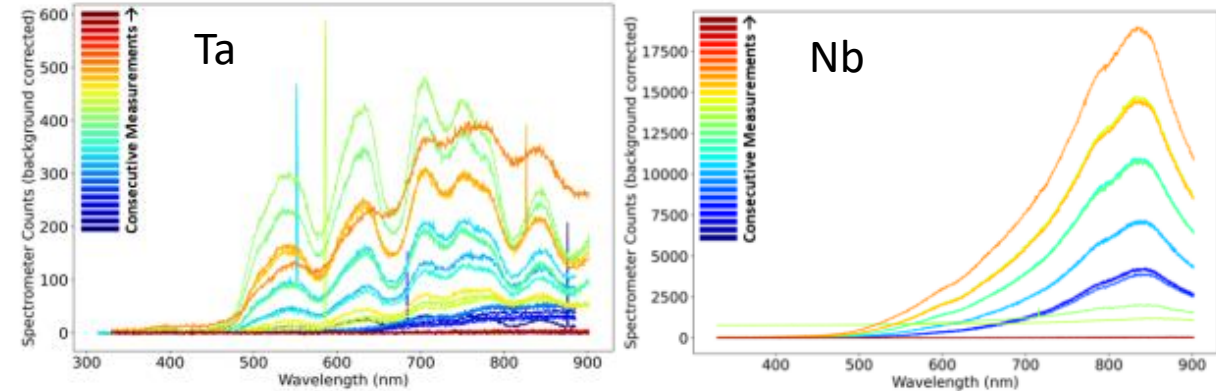 Ta
Spectrometer Counts (background corrected)
600
500
400
300
200
100
0
Consecutive Measurements →
300 400 500 600 700 800 900
Wavelength (nm)
Nb
Spectrometer Counts (background corrected)
17500
15000
12500
10000
7500
5000
2500
0
Consecutive Measurements →
400 500 600 700 800 900
Wavelength (nm)